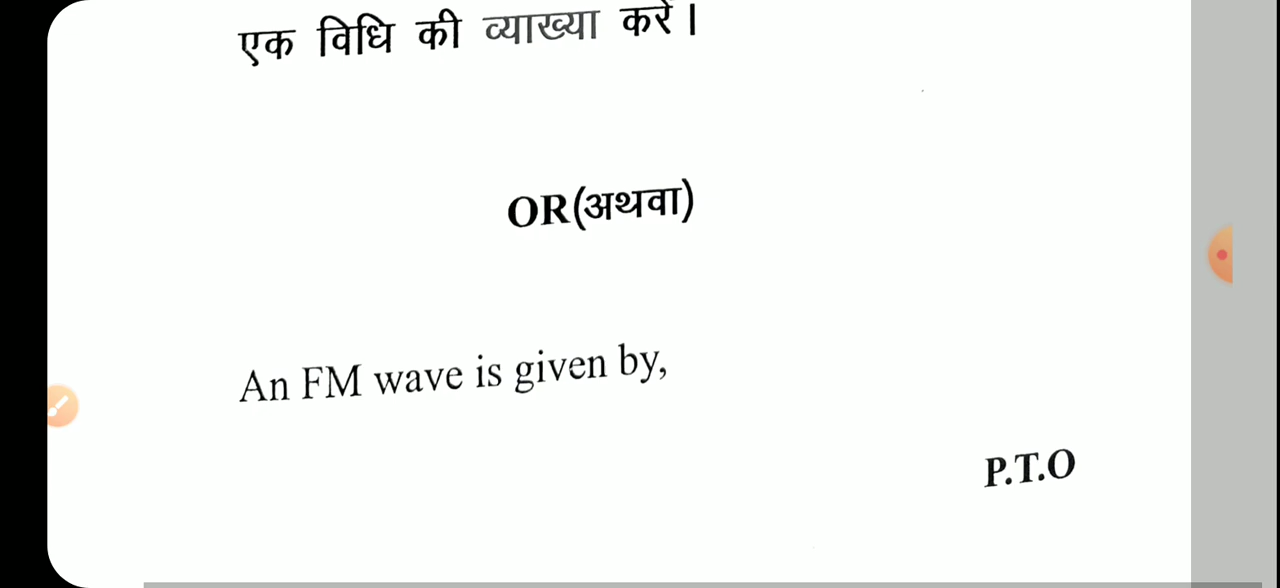 एक विधि की व्याख्या करें।
OR(अथवा)
An FM wave is given by,
P.T.O